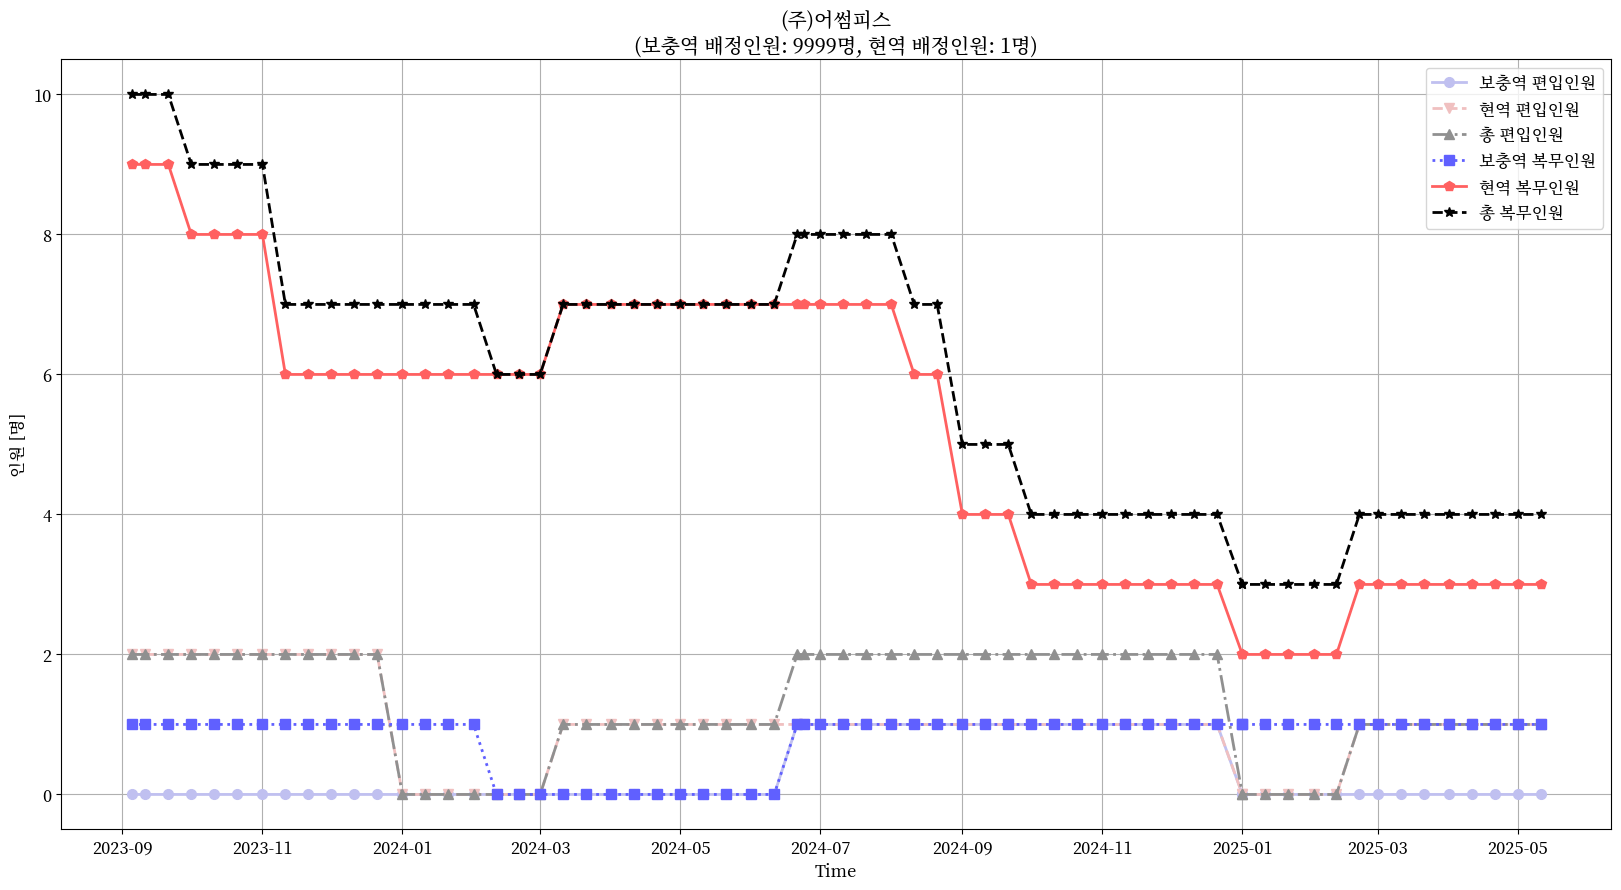 (주)어썸피스
(보충역 배정인원: 9999명, 현역 배정인원: 1명)
보충역 편입인원
현역 편입인원
총 편입인원
보충역 복무인원
현역 복무인원
총 복무인원
10
8
6
4
2
0
인원 [명]
2023-09
2023-11
2024-01
2024-03
2024-05
2024-07
2024-09
2024-11
2025-01
2025-03
2025-05
Time